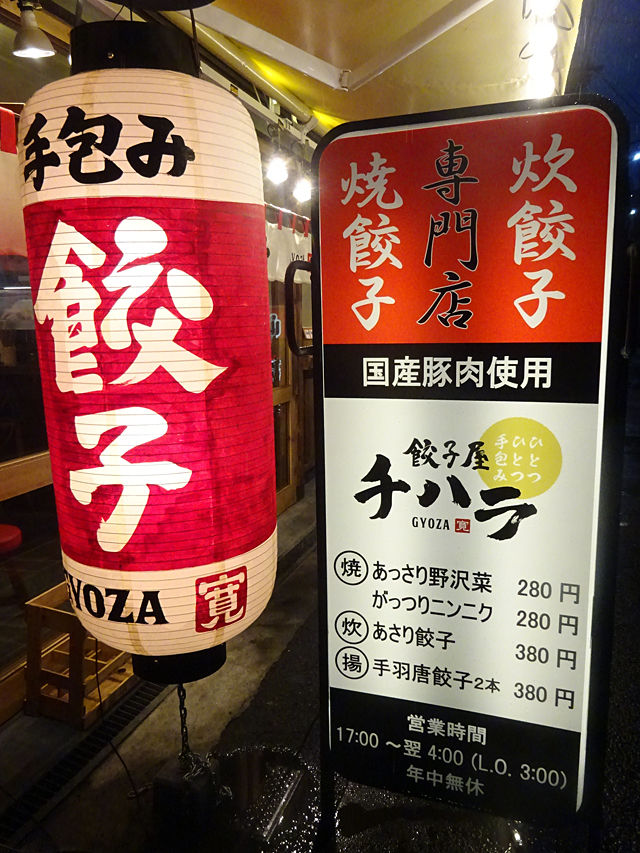 手包み
餃子
GYOZA
寛
焼餃子
専門店
炊餃子
国産豚肉使用
餃子屋
チハラ
GYOZA 寛
ひとつ
ひとつ
手包み
焼 あっさり野沢菜 280円
がっつりニンニク 280円
炊 あさり餃子 380円
揚 手羽唐餃子2本 380円
営業時間
17:00 ～翌 4:00 (L.O. 3:00)
年中無休